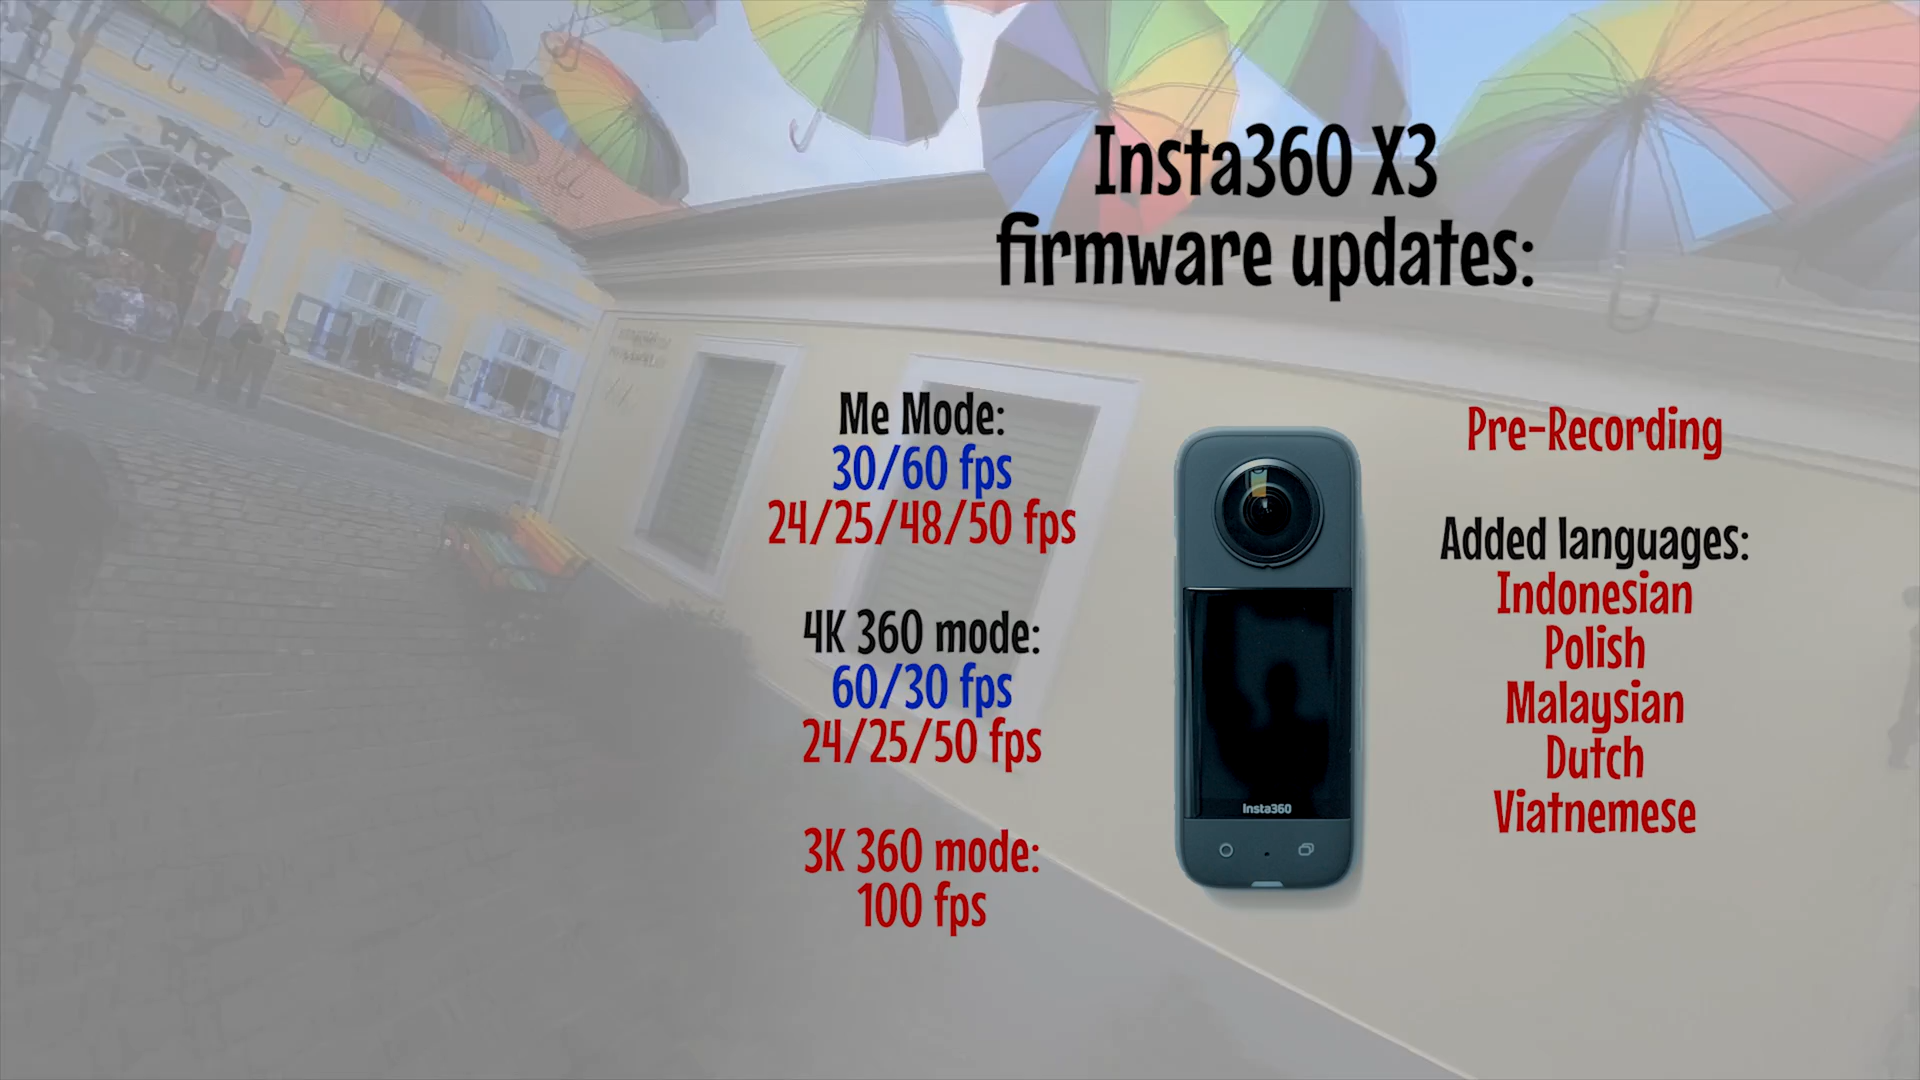 Insta360 X3
firmware updates:
Me Mode:
30/60 fps
24/25/48/50 fps
4K 360 mode:
60/30 fps
24/25/50 fps
3K 360 mode:
100 fps
Insta360
Pre-Recording
Added languages:
Indonesian
Polish
Malaysian
Dutch
Viatnemese